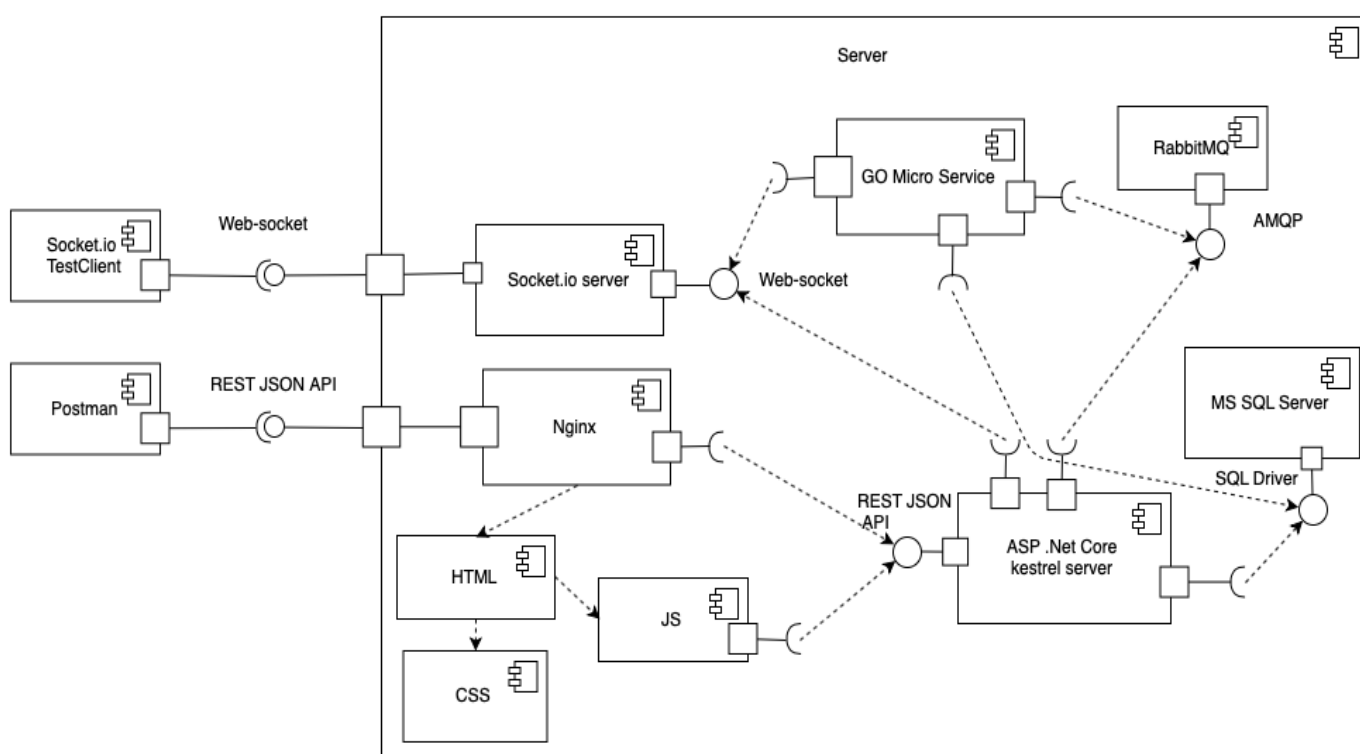 Server
RabbitMQ
GO Micro Service
AMQP
Web-socket
Socket.io
TestClient
Socket.io server
Web-socket
MS SQL Server
REST JSON API
Postman
Nginx
SQL Driver
REST JSON
API
ASP .Net Core
kestrel server
HTML
JS
CSS